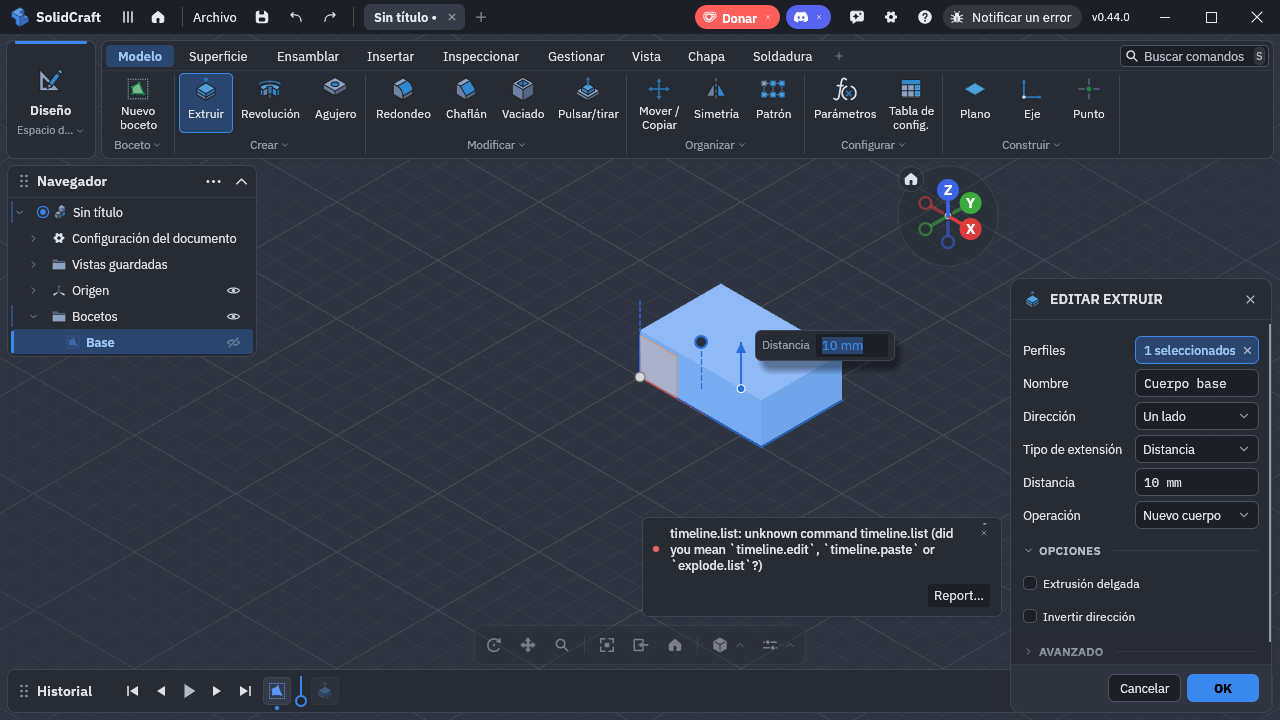 SolidCraft
Archivo
Sin título •
Donar
Notificar un error
v0.44.0
Diseño
Espacio d...
Modelo
Superficie
Ensamblar
Insertar
Inspeccionar
Gestionar
Vista
Chapa
Soldadura
Buscar comandos
S
Nuevo
boceto
Extruir
Revolución
Agujero
Redondeo
Chaflán
Vaciado
Pulsar/tirar
Mover /
Copiar
Simetría
Patrón
Parámetros
Tabla de
config.
Plano
Eje
Punto
Boceto
Crear
Modificar
Organizar
Configurar
Construir
Navegador
Sin título
Configuración del documento
Vistas guardadas
Origen
Bocetos
Base
Z
Y
X
Distancia
10 mm
EDITAR EXTRUIR
Perfiles
1 seleccionados
Nombre
Cuerpo base
Dirección
Un lado
Tipo de extensión
Distancia
Distancia
10 mm
Operación
Nuevo cuerpo
OPCIONES
Extrusión delgada
Invertir dirección
AVANZADO
Cancelar
OK
timeline.list: unknown command timeline.list (did
you mean `timeline.edit`, `timeline.paste` or
`explode.list`?)
Report...
Historial